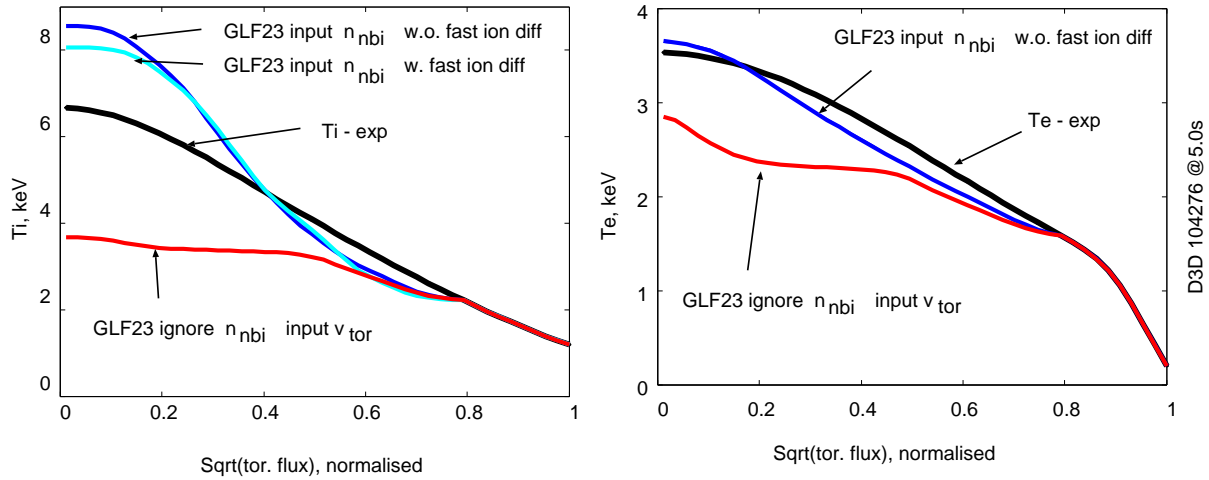 8
6
4
2
0
Ti, keV
GLF23 input n nbi w.o. fast ion diff
GLF23 input n nbi w. fast ion diff
Ti - exp
GLF23 ignore n nbi input v tor
0 0.2 0.4 0.6 0.8 1
Sqrt(tor. flux), normalised
4
3
2
1
0
Te, keV
GLF23 input n nbi w.o. fast ion diff
Te - exp
GLF23 ignore n nbi input v tor
0 0.2 0.4 0.6 0.8 1
Sqrt(tor. flux), normalised
D3D 104276 @ 5.0s